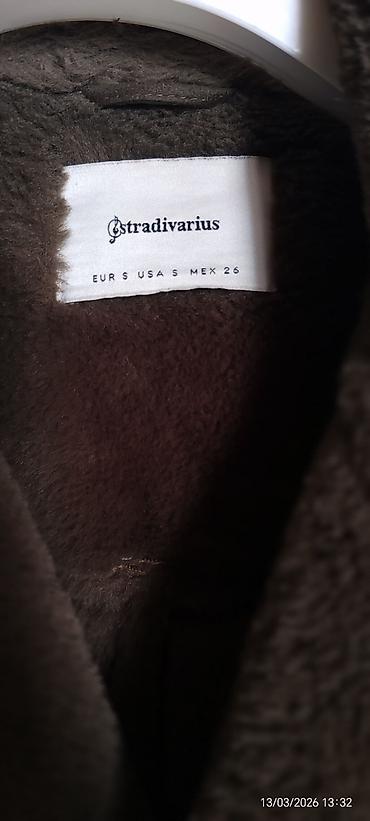 Stradivarius
EUR S USA S MEX 26
13/03/2026 13:32